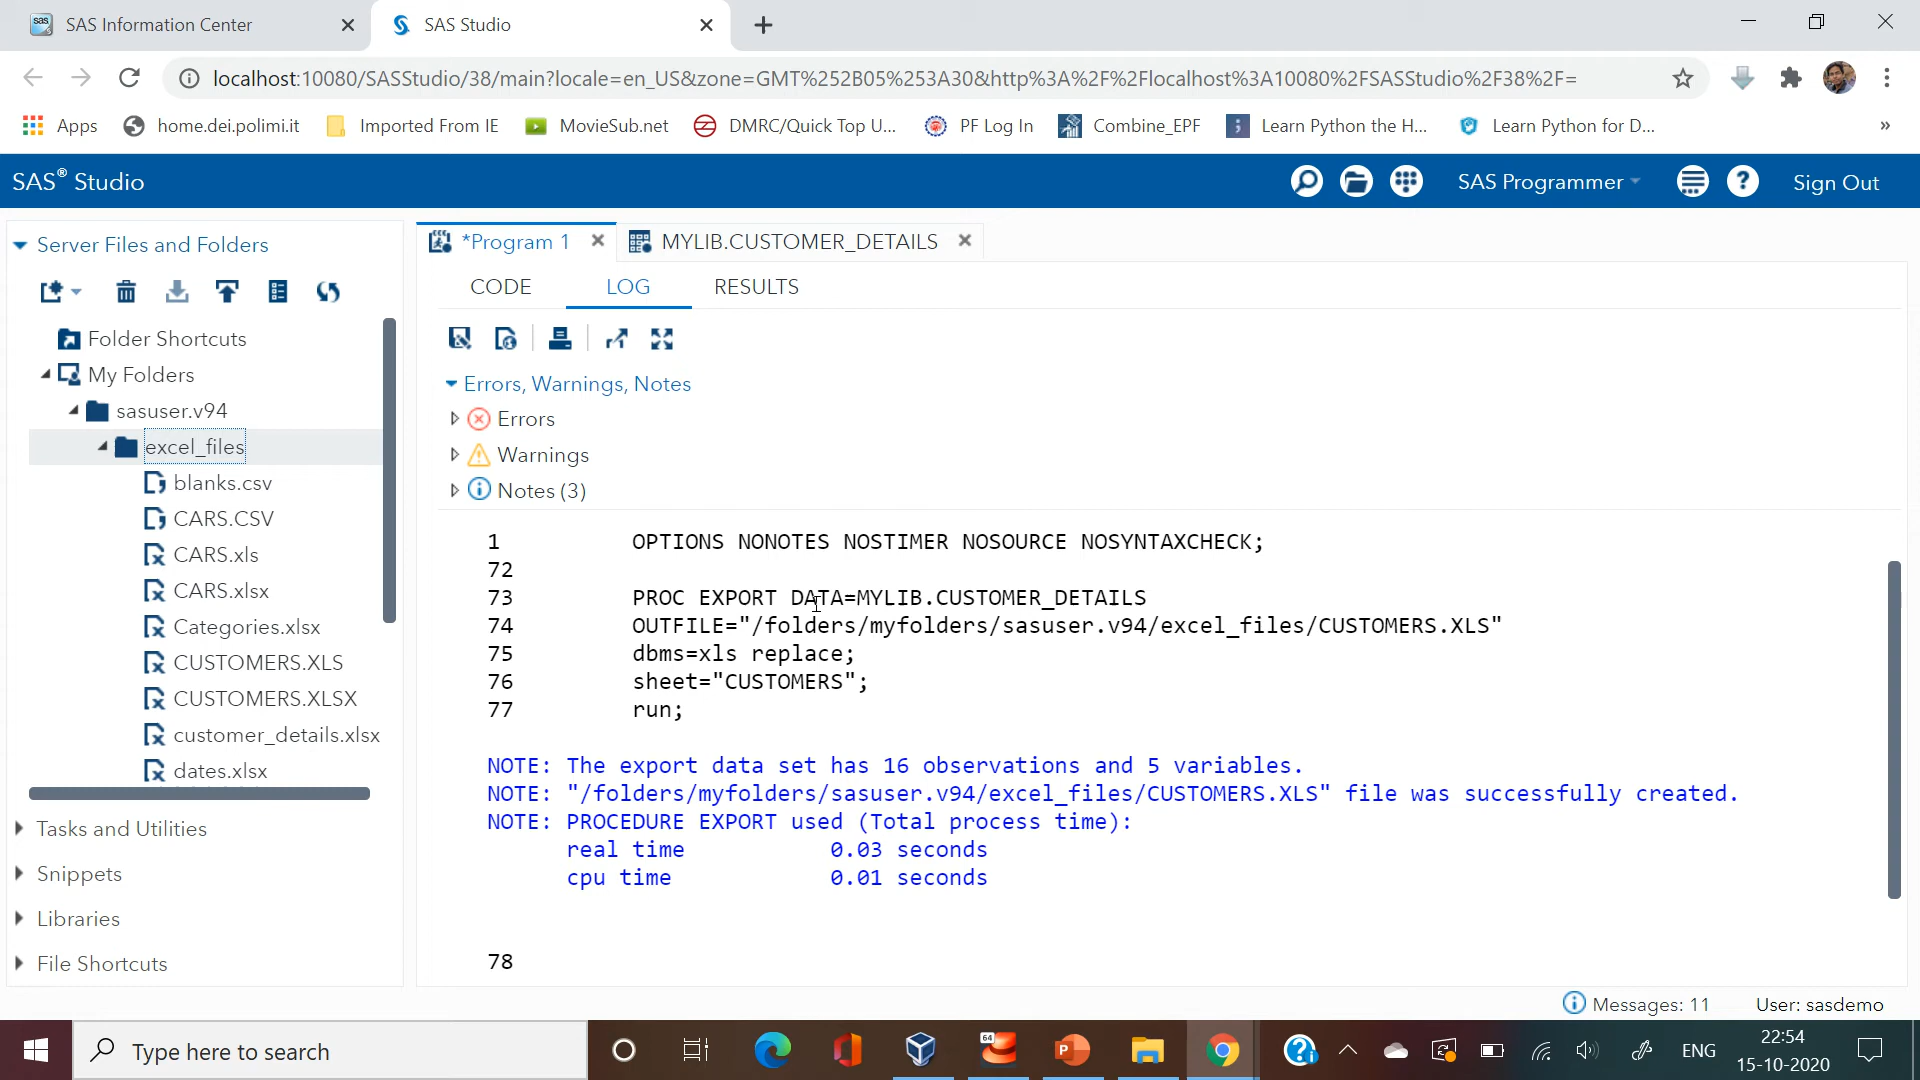 SAS Information Center
SAS Studio
localhost:10080/SASStudio/38/main?locale=en_US&zone=GMT%252B05%253A30&http%3A%2F%2Flocalhost%3A10080%2FSASStudio%2F38%2F=
Apps
home.dei.polimi.it
Imported From IE
MovieSub.net
DMRC/Quick Top U...
PF Log In
Combine_EPF
Learn Python the H...
Learn Python for D...
»
SAS® Studio
SAS Programmer
Sign Out
Server Files and Folders
Folder Shortcuts
My Folders
sasuser.v94
excel_files
blanks.csv
CARS.CSV
CARS.xls
CARS.xlsx
Categories.xlsx
CUSTOMERS.XLS
CUSTOMERS.XLSX
customer_details.xlsx
dates.xlsx
Tasks and Utilities
Snippets
Libraries
File Shortcuts
*Program 1
MYLIB.CUSTOMER_DETAILS
CODE
LOG
RESULTS
Errors, Warnings, Notes
Errors
Warnings
Notes (3)
1 OPTIONS NONOTES NOSTIMER NOSOURCE NOSYNTAXCHECK;
72
73 PROC EXPORT DATA=MYLIB.CUSTOMER_DETAILS
74 OUTFILE="/folders/myfolders/sasuser.v94/excel_files/CUSTOMERS.XLS"
75 dbms=xls replace;
76 sheet="CUSTOMERS";
77 run;
NOTE: The export data set has 16 observations and 5 variables.
NOTE: "/folders/myfolders/sasuser.v94/excel_files/CUSTOMERS.XLS" file was successfully created.
NOTE: PROCEDURE EXPORT used (Total process time):
real time 0.03 seconds
cpu time 0.01 seconds
78
Messages: 11
User: sasdemo
Type here to search
64
ENG
22:54
15-10-2020